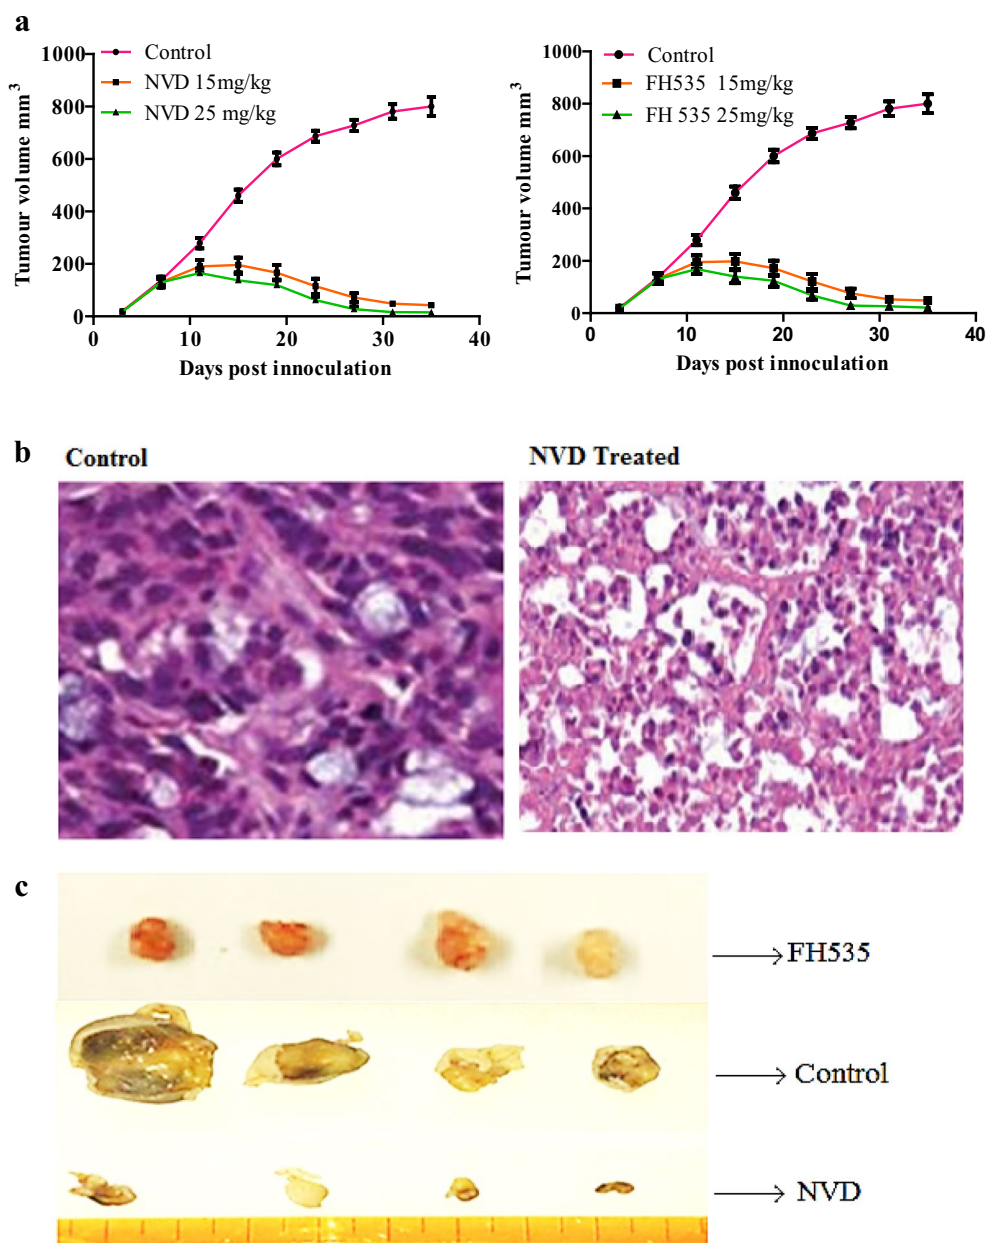 a
Control
NVD 15mg/kg
NVD 25 mg/kg
1000
800
600
400
200
0
0
10
20
30
40
Tumour volume mm3
Days post innoculation
Control
FH535 15mg/kg
FH 535 25mg/kg
1000
800
600
400
200
0
0
10
20
30
40
Tumour volume mm3
Days post innoculation
b
Control
NVD Treated
c
FH535
Control
NVD